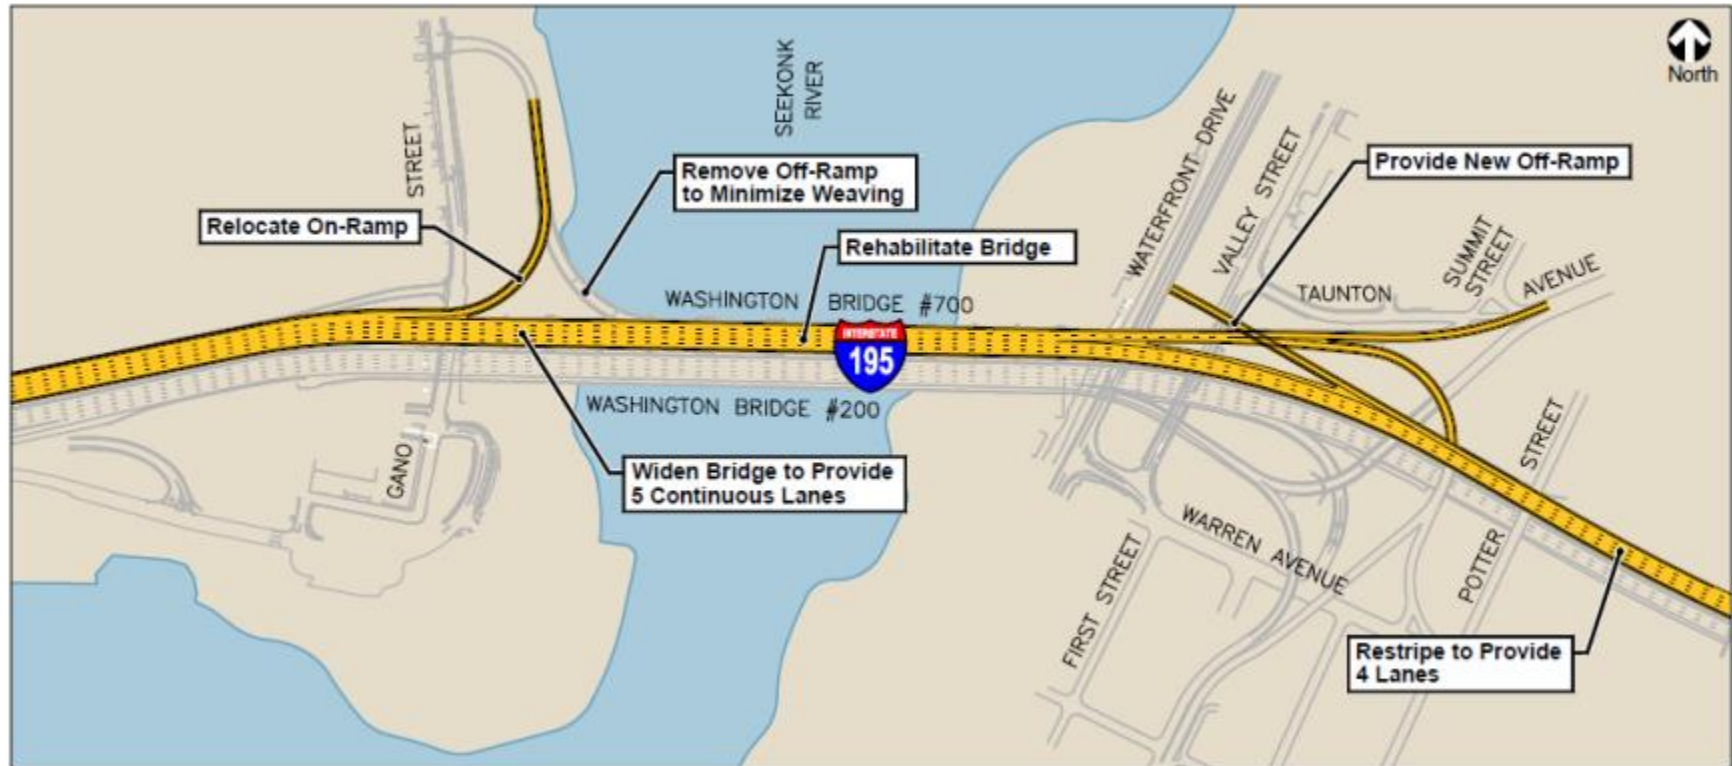 North
SEEKONK
RIVER
STREET
WATERFRONT DRIVE
VALLEY STREET
Provide New Off-Ramp
Remove Off-Ramp
to Minimize Weaving
Relocate On-Ramp
Rehabilitate Bridge
SUMMIT
STREET
TAUNTON
AVENUE
WASHINGTON BRIDGE #700
INTERSTATE
195
WASHINGTON BRIDGE #200
GANO
Widen Bridge to Provide
5 Continuous Lanes
STREET
POTTER
WARREN AVENUE
FIRST STREET
Restripe to Provide
4 Lanes